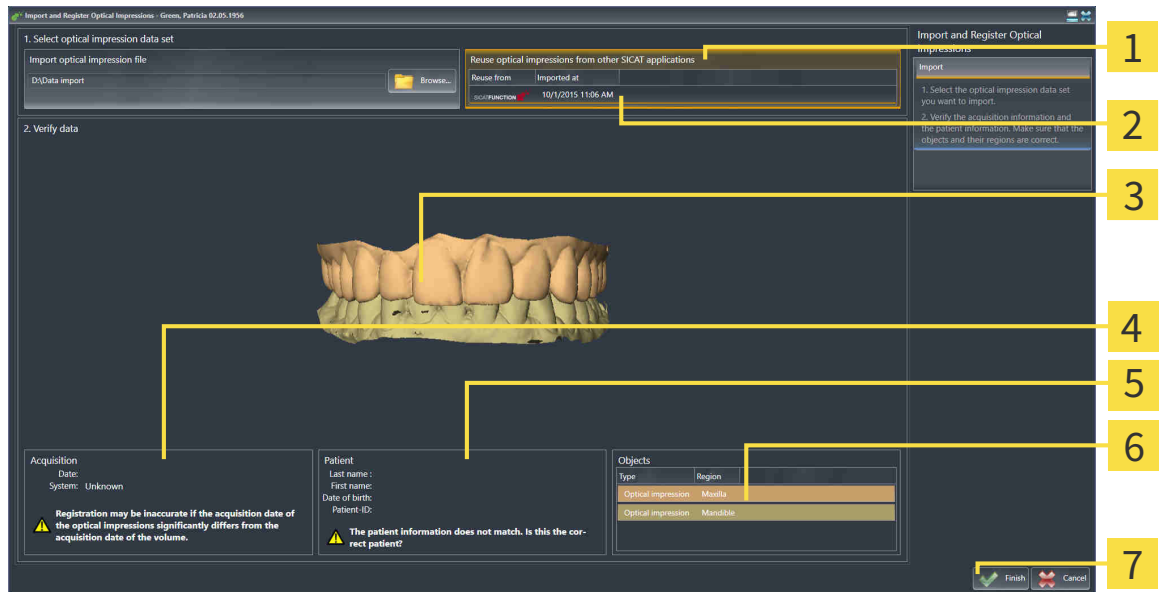 Import and Register Optical Impressions - Green, Patricia 02.05.1956
1. Select optical impression data set
Import optical impression file
D:\Data import
Browse...
Reuse optical impressions from other SICAT applications
Reuse from Imported at
SICAT FUNCTION 10/1/2015 11:06 AM
Import and Register Optical
Impressions
Import
1. Select the optical impression data set
you want to import.
2. Verify the acquisition information and
the patient information. Make sure that the
objects and their regions are correct.
1
2
3
4
5
6
7
2. Verify data
Acquisition
Date:
System: Unknown
Registration may be inaccurate if the acquisition date of
the optical impressions significantly differs from the
acquisition date of the volume.
Patient
Last name :
First name:
Date of birth:
Patient-ID:
The patient information does not match. Is this the cor-
rect patient?
Objects
Type Region
Optical impression Maxilla
Optical impression Mandible
Finish
Cancel